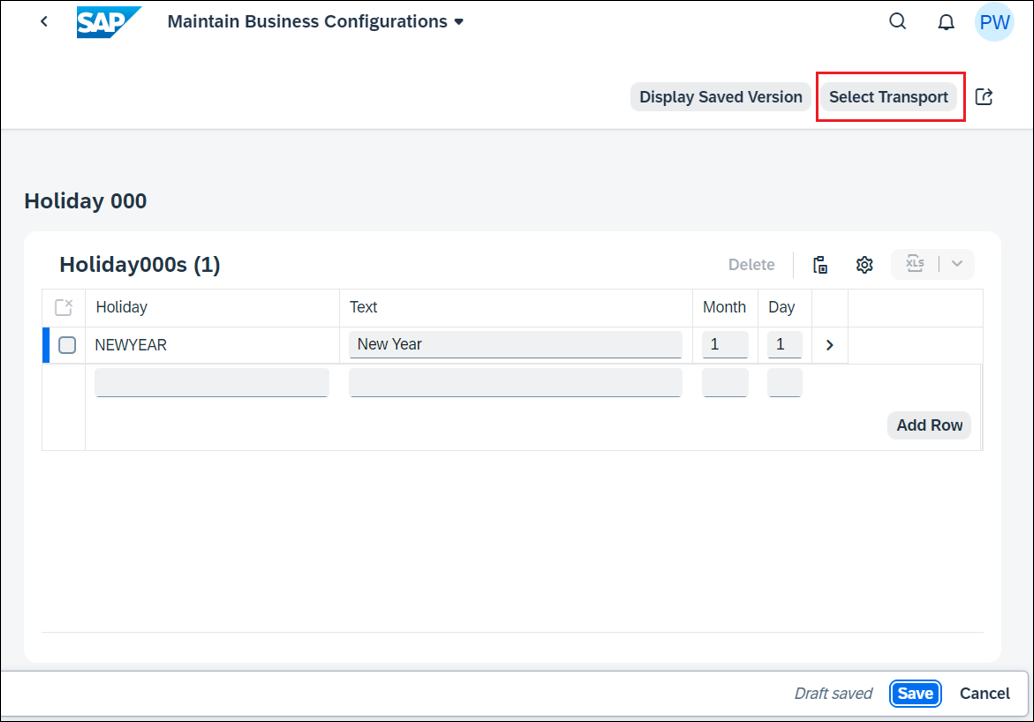 SAP Maintain Business Configurations PW
Display Saved Version Select Transport
Holiday 000
Holiday000s (1) Delete XLS
Holiday Text Month Day
NEWYEAR New Year 1 1
Add Row
Draft saved Save Cancel